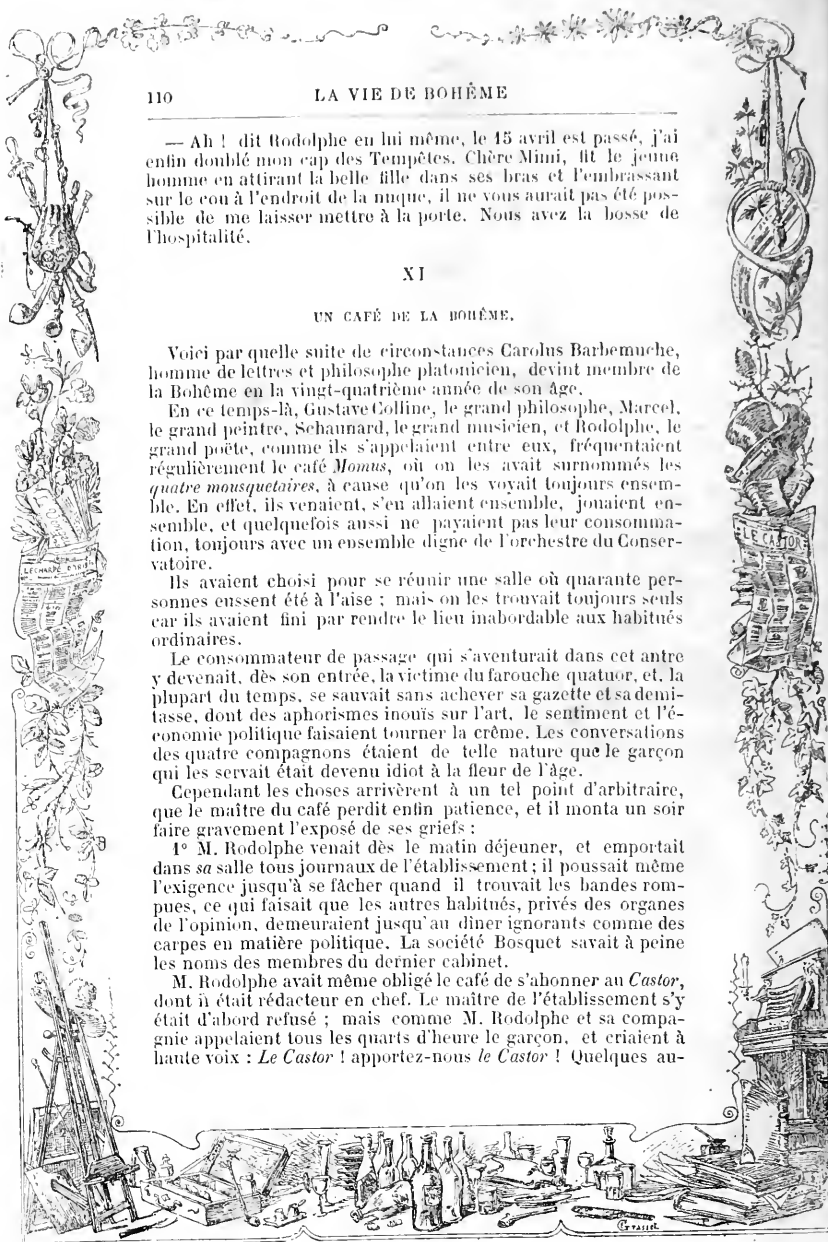 110
LA VIE DE BOHÊME
— Ah ! dit Rodolphe en lui même, le 15 avril est passé, j'ai
enfin doublé mon cap des Tempêtes. Chère Mimi, fit le jeune
homme en attirant la belle fille dans ses bras et l'embrassant
sur le cou à l'endroit de la nuque, il ne vous aurait pas été pos-
sible de me laisser mettre à la porte. Nous avez la bosse de
l'hospitalité.
XI
UN CAFÉ DE LA BOHÊME.
Voici par quelle suite de circonstances Carolus Barbemuche,
homme de lettres et philosophe platonicien, devint membre de
la Bohême en la vingt-quatrième année de son âge.
En ce temps-là, Gustave Colline, le grand philosophe, Marcel,
le grand peintre, Schaunard, le grand musicien, et Rodolphe, le
grand poëte, comme ils s'appelaient entre eux, fréquentaient
régulièrement le café Momus, où on les avait surnommés les
quatre mousquetaires, à cause qu'on les voyait toujours ensem-
ble. En effet, ils venaient, s'en allaient ensemble, jouaient en-
semble, et quelquefois aussi ne payaient pas leur consomma-
tion, toujours avec un ensemble digne de l'orchestre du Conser-
vatoire.
Ils avaient choisi pour se réunir une salle où quarante per-
sonnes eussent été à l'aise ; mais on les trouvait toujours seuls
car ils avaient fini par rendre le lieu inabordable aux habitués
ordinaires.
Le consommateur de passage qui s'aventurait dans cet antre
y devenait, dès son entrée, la victime du farouche quatuor, et, la
plupart du temps, se sauvait sans achever sa gazette et sa demi-
tasse, dont des aphorismes inouïs sur l'art, le sentiment et l'é-
conomie politique faisaient tourner la crême. Les conversations
des quatre compagnons étaient de telle nature que le garçon
qui les servait était devenu idiot à la fleur de l'âge.
Cependant les choses arrivèrent à un tel point d'arbitraire,
que le maître du café perdit enfin patience, et il monta un soir
faire gravement l'exposé de ses griefs :
1° M. Rodolphe venait dès le matin déjeuner, et emportait
dans sa salle tous journaux de l'établissement ; il poussait même
l'exigence jusqu'à se fâcher quand il trouvait les bandes rom-
pues, ce qui faisait que les autres habitués, privés des organes
de l'opinion, demeuraient jusqu'au dîner ignorants comme des
carpes en matière politique. La société Bosquet savait à peine
les noms des membres du dernier cabinet.
M. Rodolphe avait même obligé le café de s'abonner au Castor,
dont il était rédacteur en chef. Le maître de l'établissement s'y
était d'abord refusé ; mais comme M. Rodolphe et sa compa-
gnie appelaient tous les quarts d'heure le garçon, et criaient à
haute voix : Le Castor ! apportez-nous le Castor ! Quelques au-
LECHARPE D'IRIS
LE CASTOR
Grasset